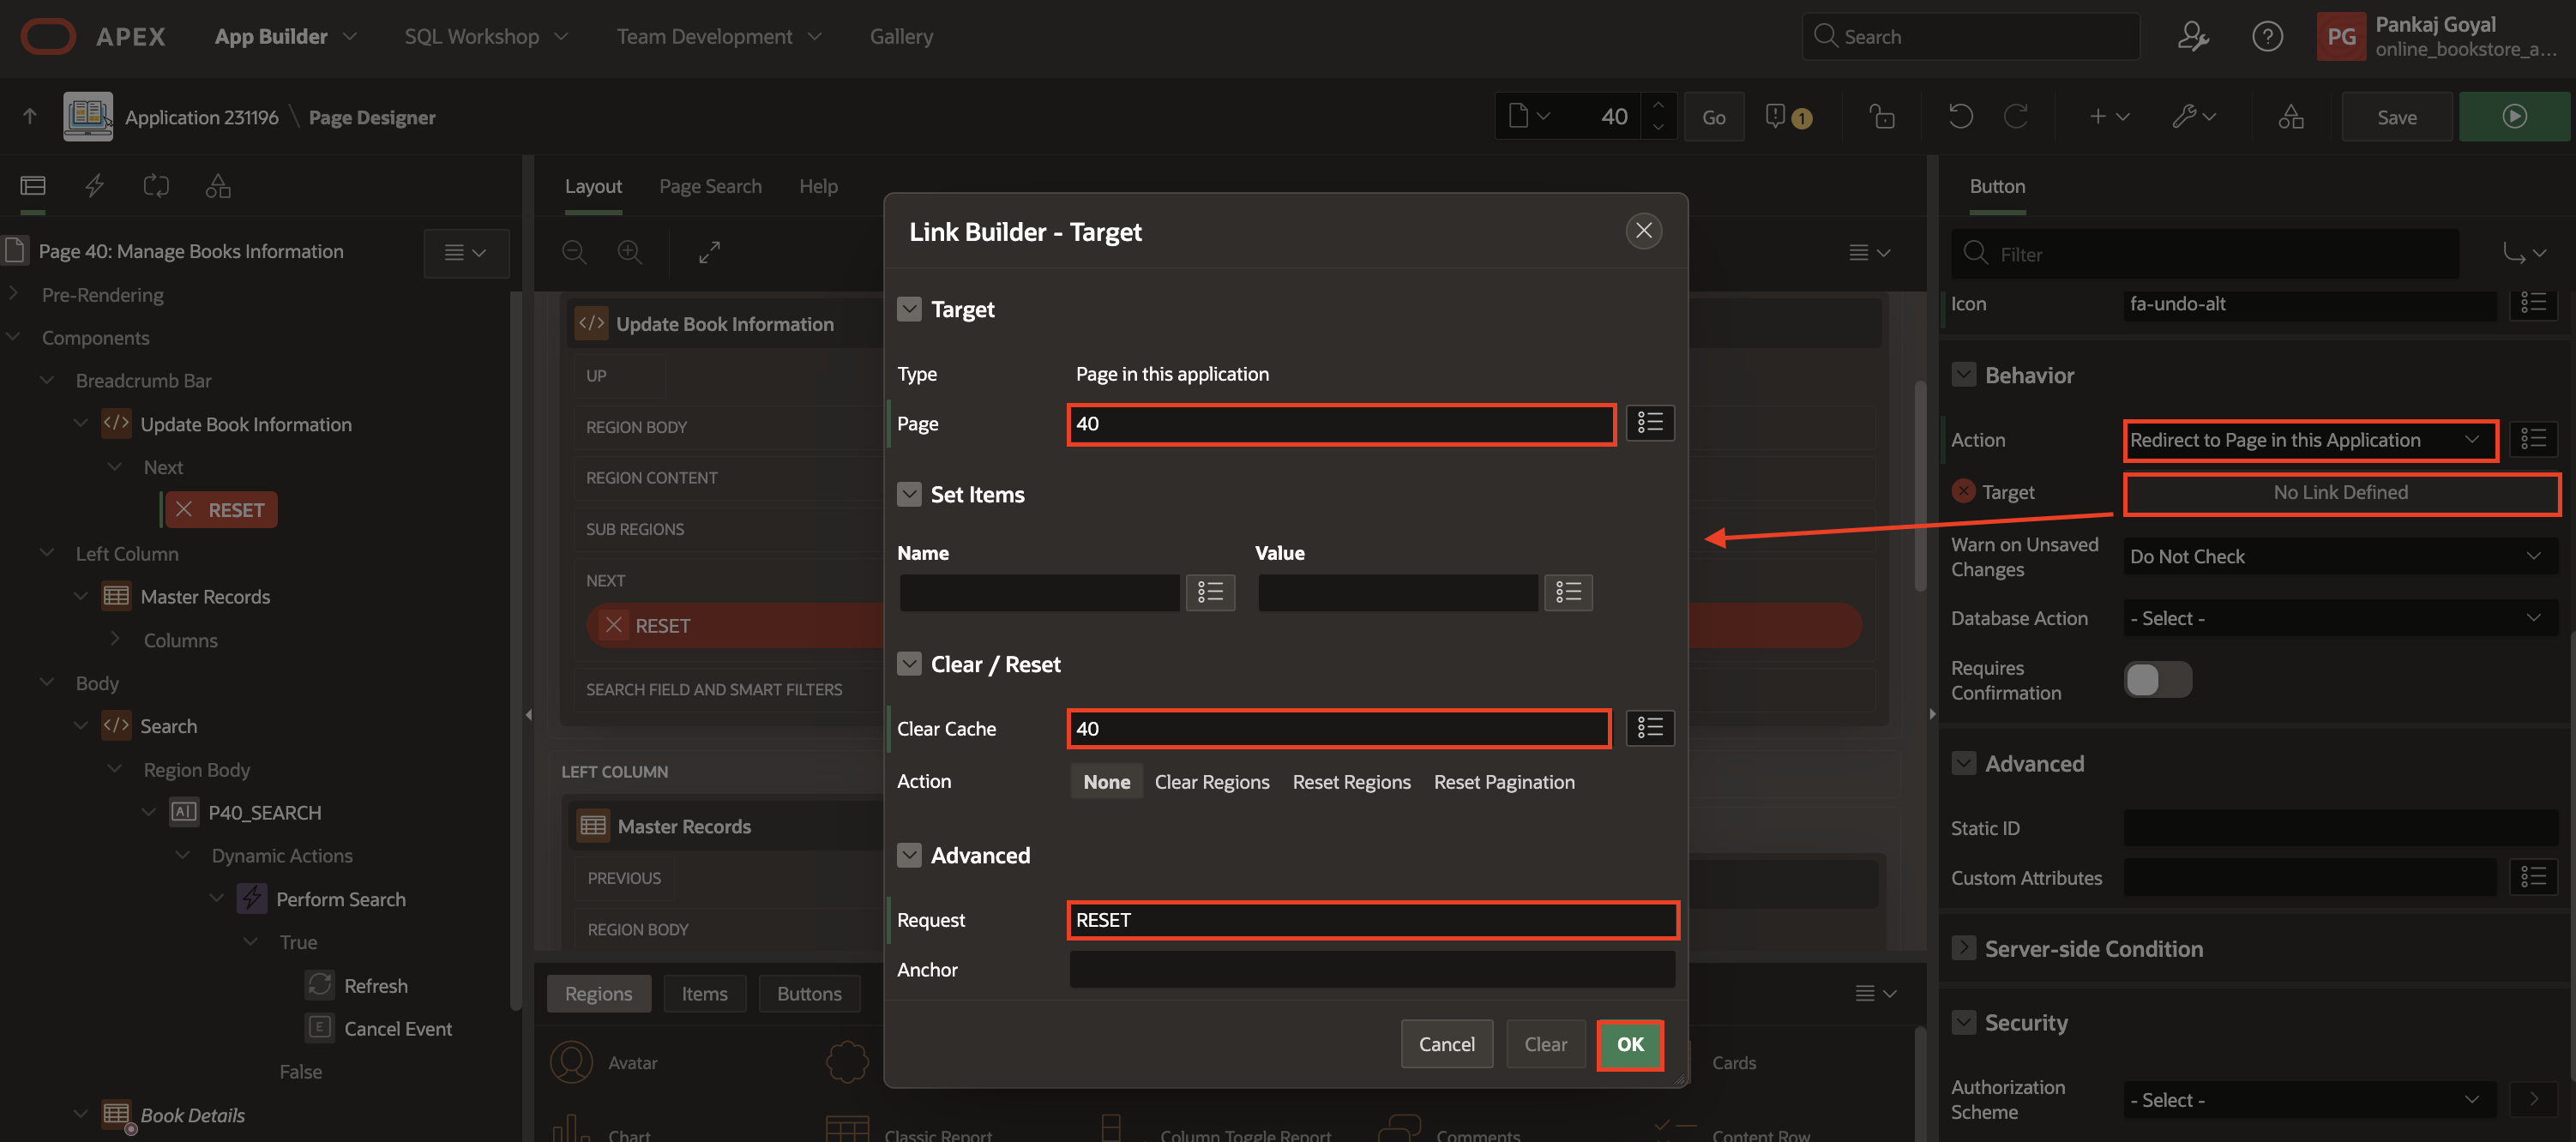 APEX App Builder SQL Workshop Team Development Gallery Search PG Pankaj Goyal
online_bookstore_a...
Application 231196 \ Page Designer 40 Go 1 Save
Layout Page Search Help
Button
Page 40: Manage Books Information
Pre-Rendering
Components
Breadcrumb Bar
Update Book Information
Next
RESET
Left Column
Master Records
Columns
Body
Search
Region Body
P40_SEARCH
Dynamic Actions
Perform Search
True
Refresh
Cancel Event
False
Book Details
Update Book Information
UP
REGION BODY
REGION CONTENT
SUB REGIONS
NEXT
RESET
SEARCH FIELD AND SMART FILTERS
LEFT COLUMN
Master Records
PREVIOUS
REGION BODY
Regions Items Buttons
Avatar Cards
Chart Classic Report Column Toggle Report Comments Content Row
Link Builder - Target
Target
Type Page in this application
Page 40
Set Items
Name Value
Clear / Reset
Clear Cache 40
Action None Clear Regions Reset Regions Reset Pagination
Advanced
Request RESET
Anchor
Cancel Clear OK
Filter
Icon fa-undo-alt
Behavior
Action Redirect to Page in this Application
Target No Link Defined
Warn on Unsaved
Changes
Do Not Check
Database Action - Select -
Requires
Confirmation
Advanced
Static ID
Custom Attributes
Server-side Condition
Security
Authorization
Scheme
- Select -